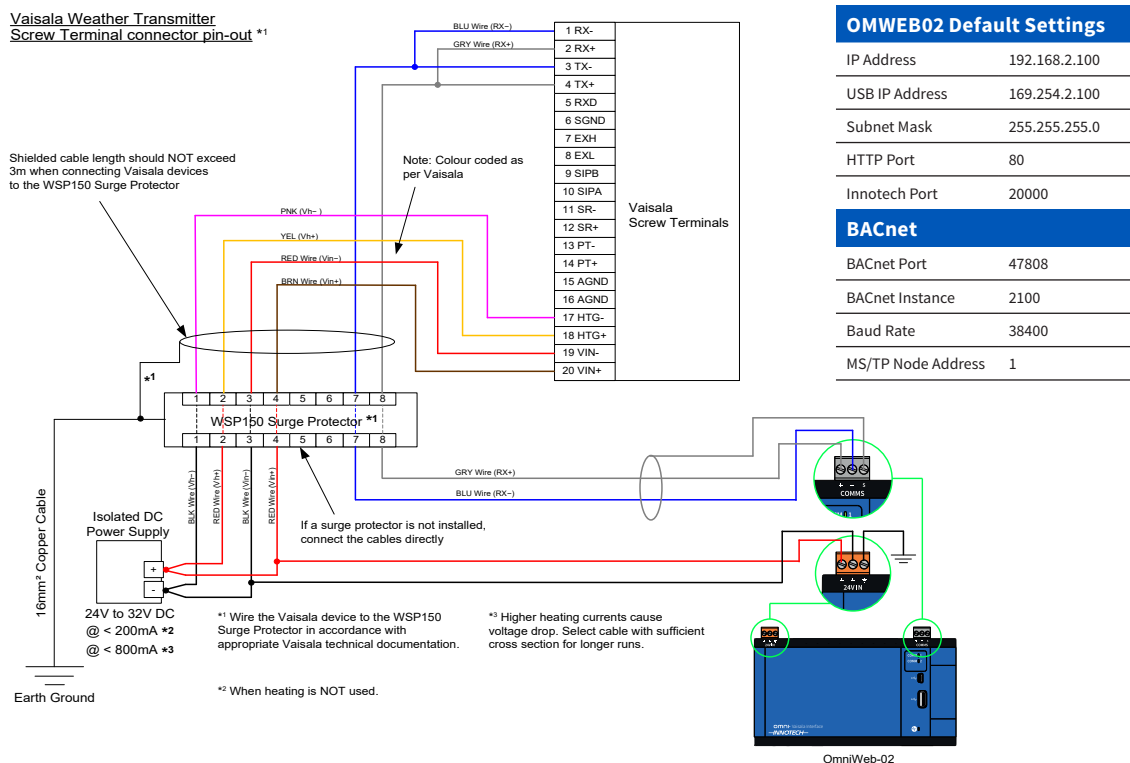 Vaisala Weather Transmitter
Screw Terminal connector pin-out *1
BLU Wire (RX−)
GRY Wire (RX+)
1 RX-
2 RX+
3 TX-
4 TX+
5 RXD
6 SGND
7 EXH
8 EXL
9 SIPB
10 SIPA
11 SR-
12 SR+
13 PT-
14 PT+
15 AGND
16 AGND
17 HTG-
18 HTG+
19 VIN-
20 VIN+
Vaisala
Screw Terminals
OMWEB02 Default Settings
IP Address 192.168.2.100
USB IP Address 169.254.2.100
Subnet Mask 255.255.255.0
HTTP Port 80
Innotech Port 20000
BACnet
BACnet Port 47808
BACnet Instance 2100
Baud Rate 38400
MS/TP Node Address 1
Shielded cable length should NOT exceed
3m when connecting Vaisala devices
to the WSP150 Surge Protector
Note: Colour coded as
per Vaisala
PNK (Vh− )
YEL (Vh+)
RED Wire (Vin−)
BRN Wire (Vin+)
*1
1 2 3 4 5 6 7 8
WSP150 Surge Protector *1
1 2 3 4 5 6 7 8
BLK Wire (Vh−)
RED Wire (Vh+)
BLK Wire (Vin−)
RED Wire (Vin+)
GRY Wire (RX+)
BLU Wire (RX−)
If a surge protector is not installed,
connect the cables directly
16mm² Copper Cable
Isolated DC
Power Supply
+
-
24V to 32V DC
@ < 200mA *2
@ < 800mA *3
Earth Ground
*1 Wire the Vaisala device to the WSP150
Surge Protector in accordance with
appropriate Vaisala technical documentation.
*2 When heating is NOT used.
*3 Higher heating currents cause
voltage drop. Select cable with sufficient
cross section for longer runs.
+ − S
COMMS
24V IN
COMMS
INNOTECH
OmniWeb-02